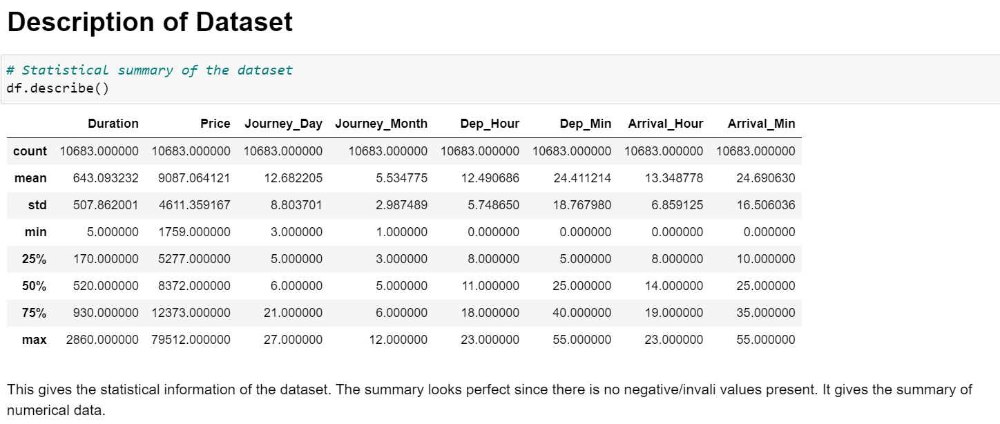 Description of Dataset
# Statistical summary of the dataset
df.describe()
Duration Price Journey_Day Journey_Month Dep_Hour Dep_Min Arrival_Hour Arrival_Min
count 10683.000000 10683.000000 10683.000000 10683.000000 10683.000000 10683.000000 10683.000000 10683.000000
mean 643.093232 9087.064121 12.682205 5.534775 12.490686 24.411214 13.348778 24.690630
std 507.862001 4611.359167 8.803701 2.987489 5.748650 18.767980 6.859125 16.506036
min 5.000000 1759.000000 3.000000 1.000000 0.000000 0.000000 0.000000 0.000000
25% 170.000000 5277.000000 5.000000 3.000000 8.000000 5.000000 8.000000 10.000000
50% 520.000000 8372.000000 6.000000 5.000000 11.000000 25.000000 14.000000 25.000000
75% 930.000000 12373.000000 21.000000 6.000000 18.000000 40.000000 19.000000 35.000000
max 2860.000000 79512.000000 27.000000 12.000000 23.000000 55.000000 23.000000 55.000000
This gives the statistical information of the dataset. The summary looks perfect since there is no negative/invali values present. It gives the summary of
numerical data.